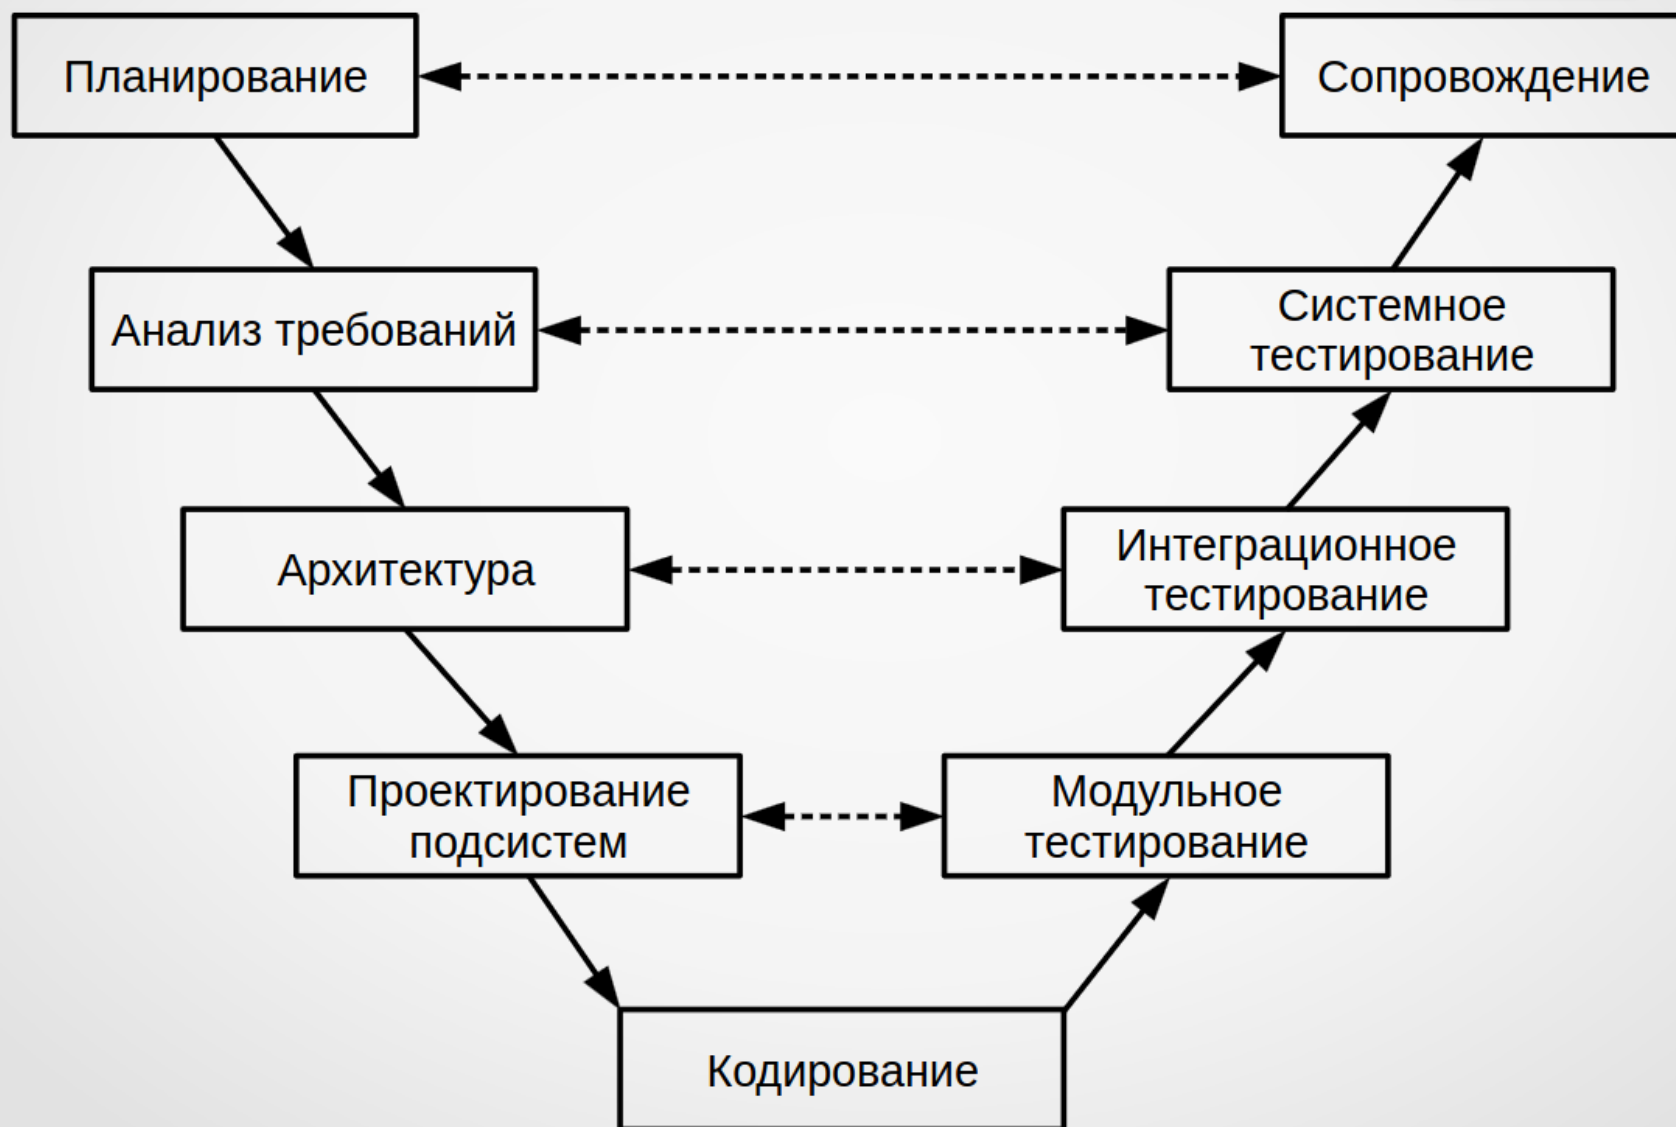 Планирование
Сопровождение
Анализ требований
Системное
тестирование
Архитектура
Интеграционное
тестирование
Проектирование
подсистем
Модульное
тестирование
Кодирование